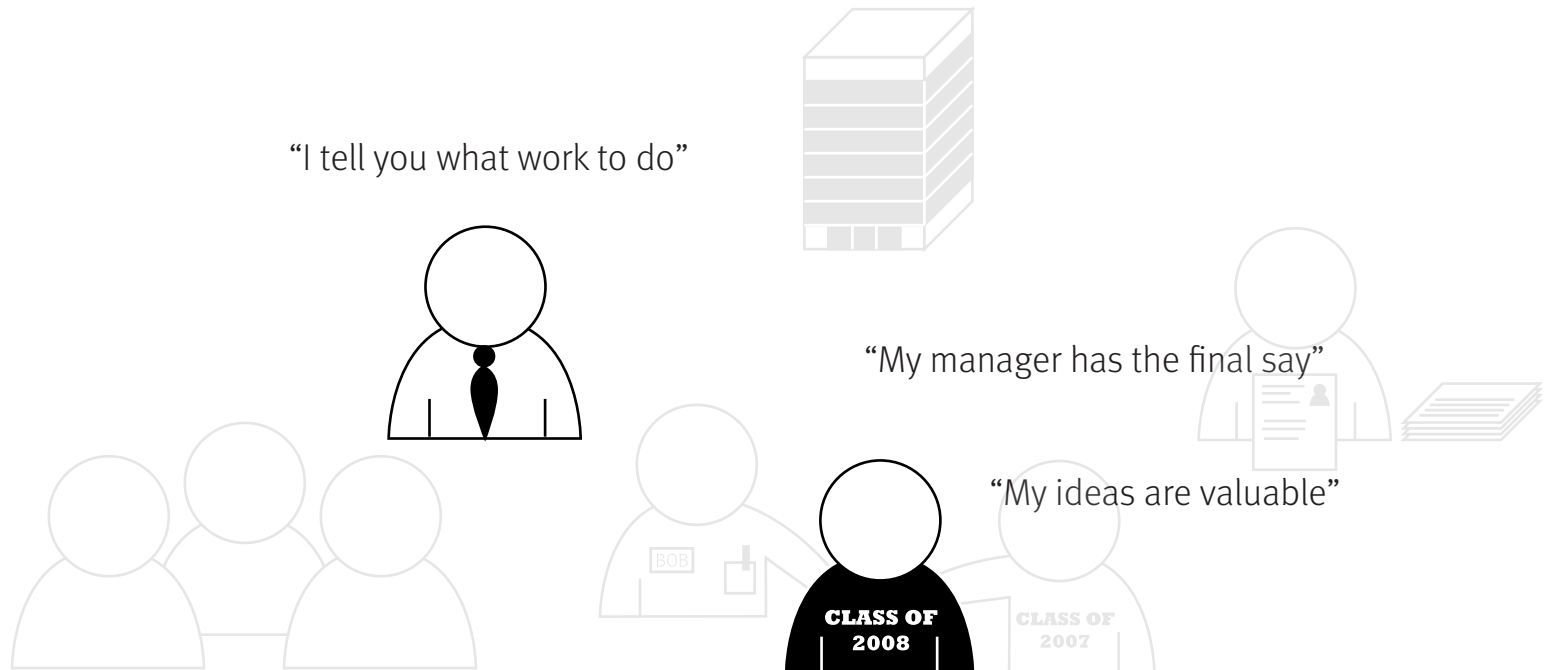 “I tell you what work to do”
“My manager has the final say”
“My ideas are valuable”
BOB
CLASS OF
2008
CLASS OF
2007